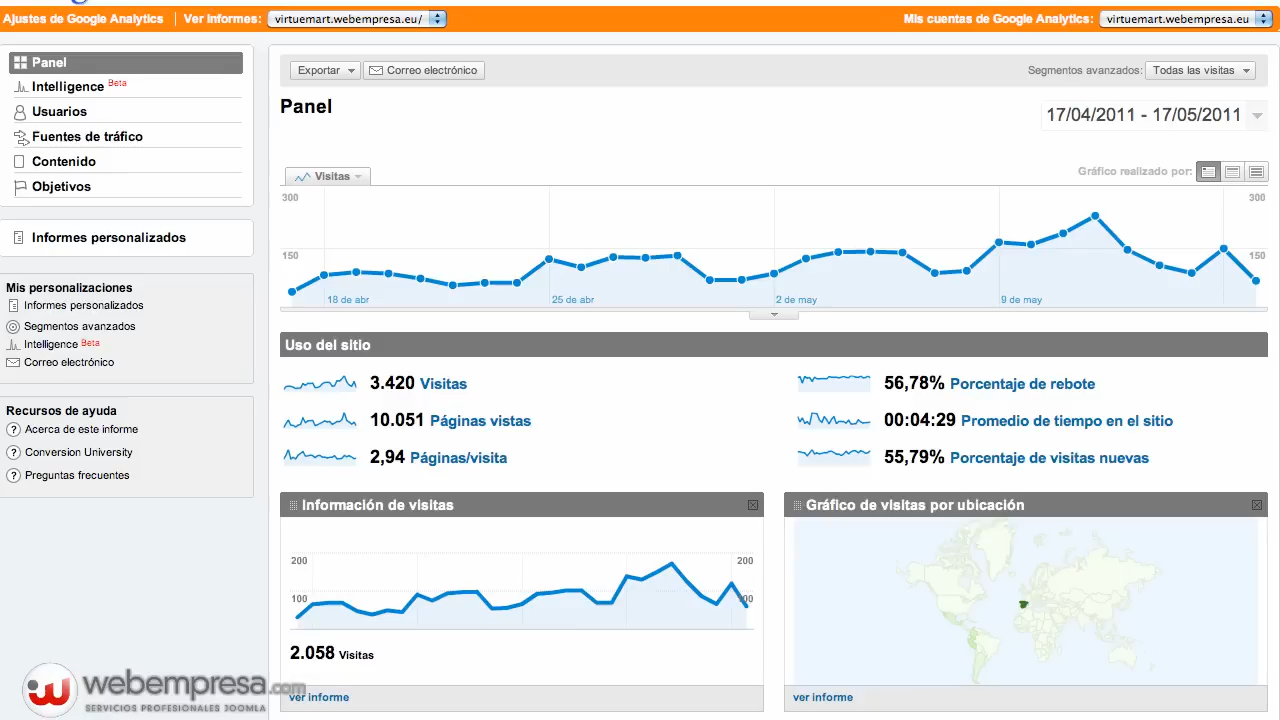 Ajustes de Google Analytics | Ver Informes: virtuemart.webempresa.eu/ Mis cuentas de Google Analytics: virtuemart.webempresa.eu
Panel
Intelligence Beta
Usuarios
Fuentes de tráfico
Contenido
Objetivos
Informes personalizados
Mis personalizaciones
Informes personalizados
Segmentos avanzados
Intelligence Beta
Correo electrónico
Recursos de ayuda
Acerca de este informe
Conversion University
Preguntas frecuentes
Exportar Correo electrónico Segmentos avanzados: Todas las visitas
Panel
17/04/2011 - 17/05/2011
Visitas Gráfico realizado por:
300 300
150 150
18 de abr 25 de abr 2 de may 9 de may
Uso del sitio
3.420 Visitas 56,78% Porcentaje de rebote
10.051 Páginas vistas 00:04:29 Promedio de tiempo en el sitio
2,94 Páginas/visita 55,79% Porcentaje de visitas nuevas
Información de visitas
200 200
100 100
2.058 Visitas
ver informe
Gráfico de visitas por ubicación
ver informe
webempresa.com
SERVICIOS PROFESIONALES JOOMLA